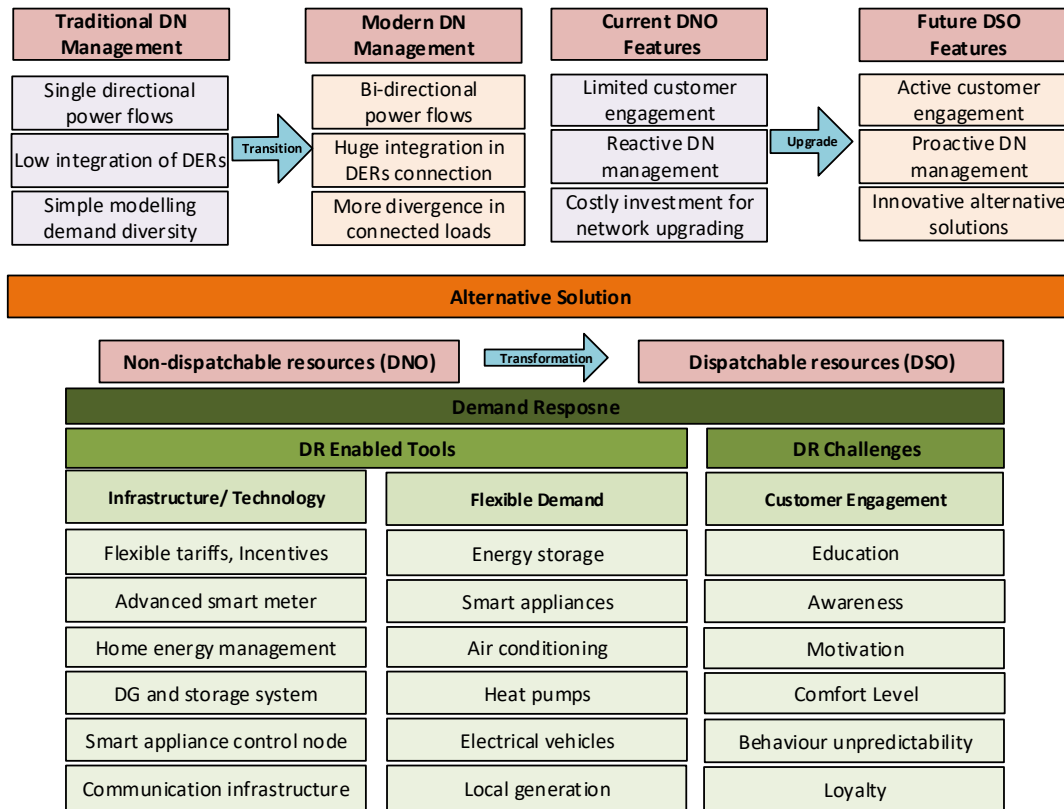 Traditional DN
Management
Modern DN
Management
Current DNO
Features
Future DSO
Features
Single directional
power flows
Low integration of DERs
Simple modelling
demand diversity
Transition
Bi-directional
power flows
Huge integration in
DERs connection
More divergence in
connected loads
Limited customer
engagement
Reactive DN
management
Costly investment for
network upgrading
Upgrade
Active customer
engagement
Proactive DN
management
Innovative alternative
solutions
Alternative Solution
Non-dispatchable resources (DNO)
Transformation
Dispatchable resources (DSO)
Demand Resposne
DR Enabled Tools
DR Challenges
Infrastructure/ Technology
Flexible Demand
Customer Engagement
Flexible tariffs, Incentives
Energy storage
Education
Advanced smart meter
Smart appliances
Awareness
Home energy management
Air conditioning
Motivation
DG and storage system
Heat pumps
Comfort Level
Smart appliance control node
Electrical vehicles
Behaviour unpredictability
Communication infrastructure
Local generation
Loyalty